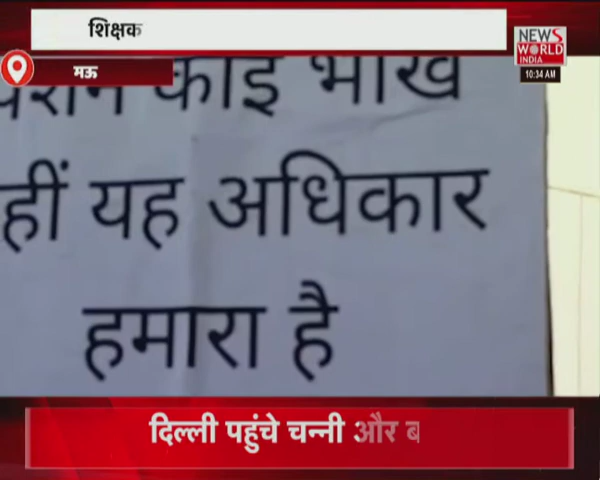 शिक्षक
NEWS
WORLD
INDIA
10:34 AM
मऊ
कोई भीख
यह अधिकार
हमारा है
दिल्ली पहुंचे चन्नी और